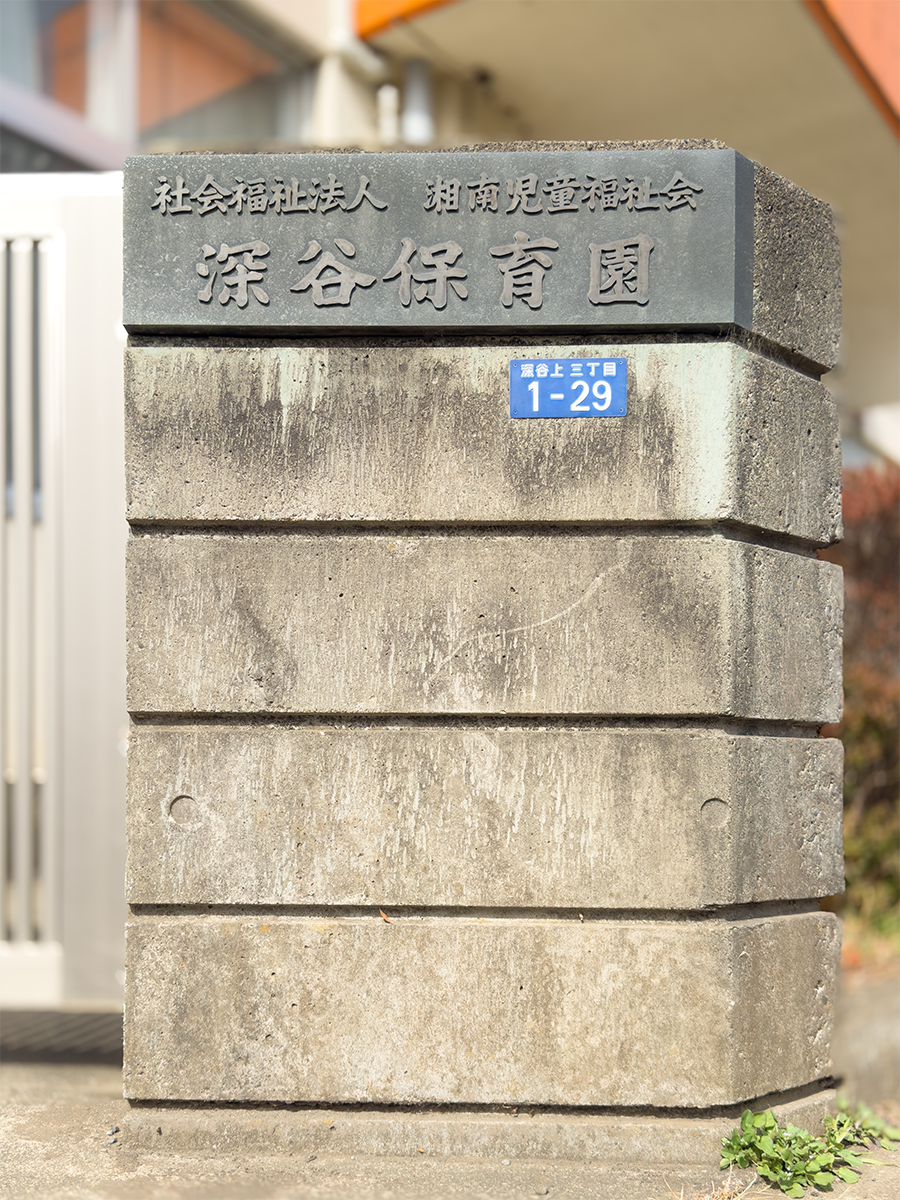 社会福祉法人　湘南児童福祉会
深谷保育園
深谷上 三丁目
1-29